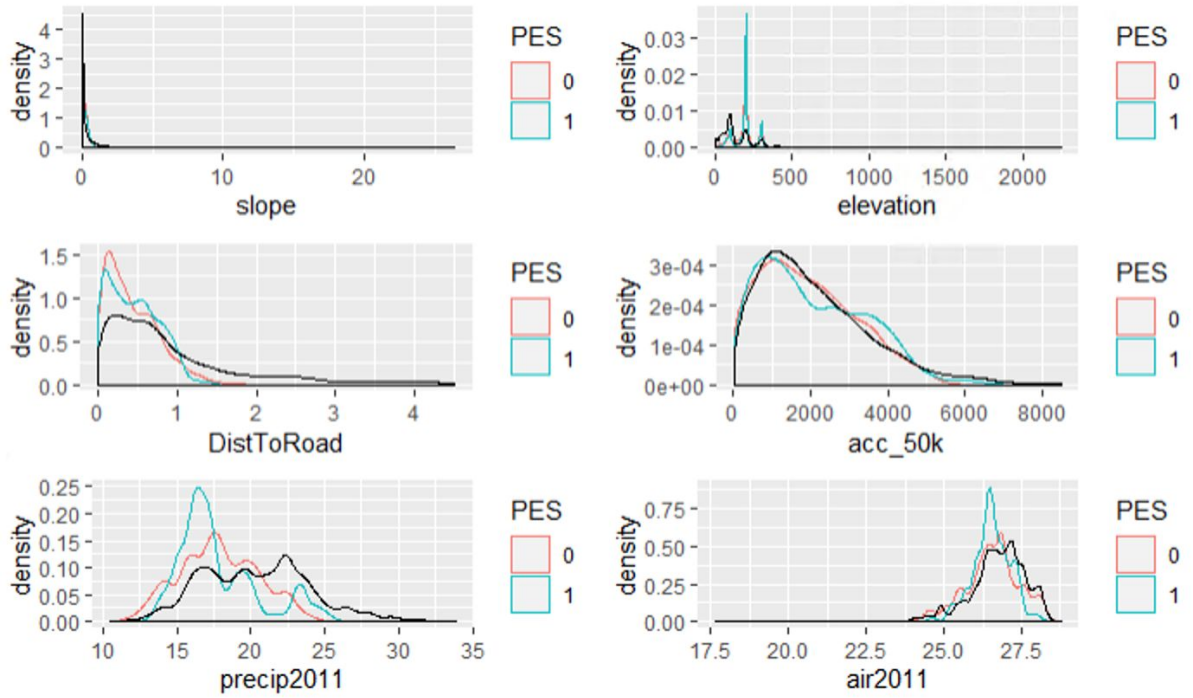 density
4
3
2
1
0
0 10 20
slope
PES
0
1
density
0.03
0.02
0.01
0.00
0 500 1000 1500 2000
elevation
PES
0
1
density
1.5
1.0
0.5
0.0
0 1 2 3 4
DistToRoad
PES
0
1
density
3e-04
2e-04
1e-04
0e+00
0 2000 4000 6000 8000
acc_50k
PES
0
1
density
0.25
0.20
0.15
0.10
0.05
0.00
10 15 20 25 30 35
precip2011
PES
0
1
density
0.75
0.50
0.25
0.00
17.5 20.0 22.5 25.0 27.5
air2011
PES
0
1